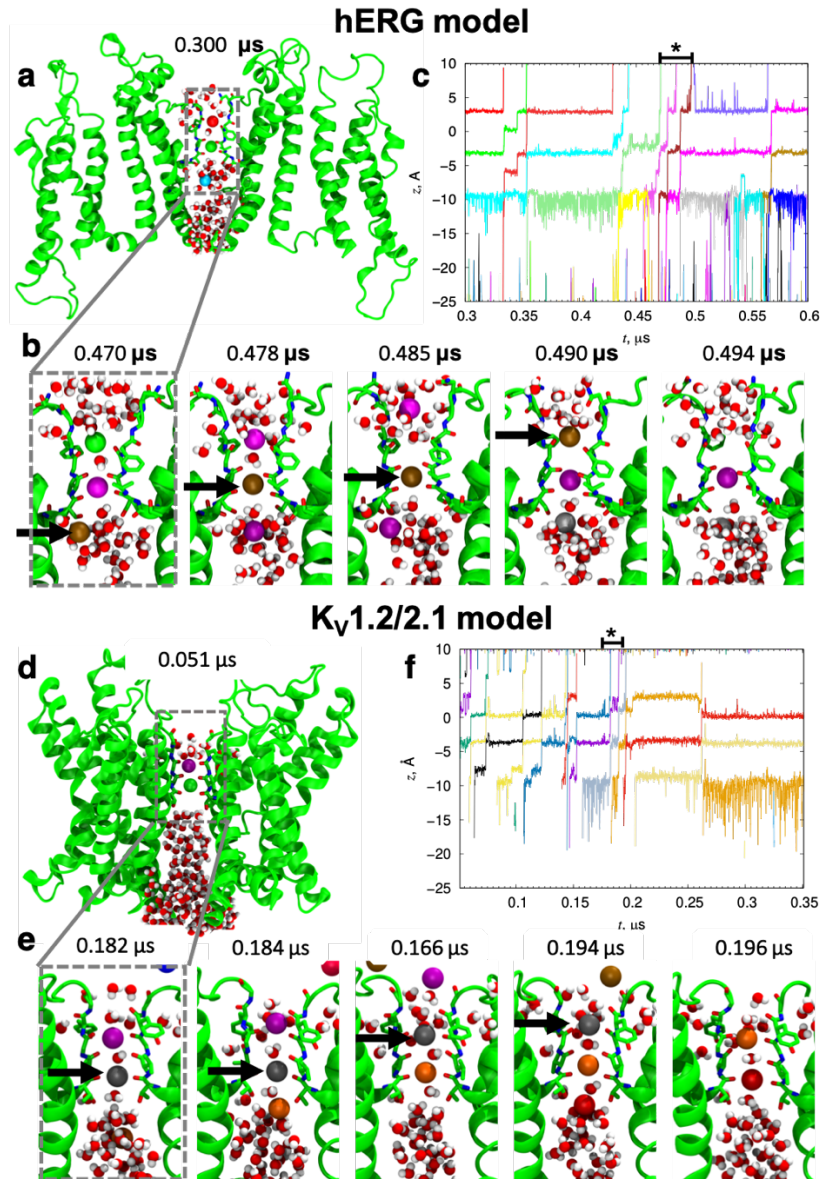 hERG model
a
0.300 µs
c
*
10
5
0
-5
-10
-15
-20
-25
z, A
0.3 0.35 0.4 0.45 0.5 0.55 0.6
t, µs
b
0.470 µs 0.478 µs 0.485 µs 0.490 µs 0.494 µs
KV1.2/2.1 model
d
0.051 µs
f
*
10
5
0
−5
−10
−15
−20
−25
z, Å
0.1 0.15 0.2 0.25 0.3 0.35
t, µs
e
0.182 µs 0.184 µs 0.166 µs 0.194 µs 0.196 µs